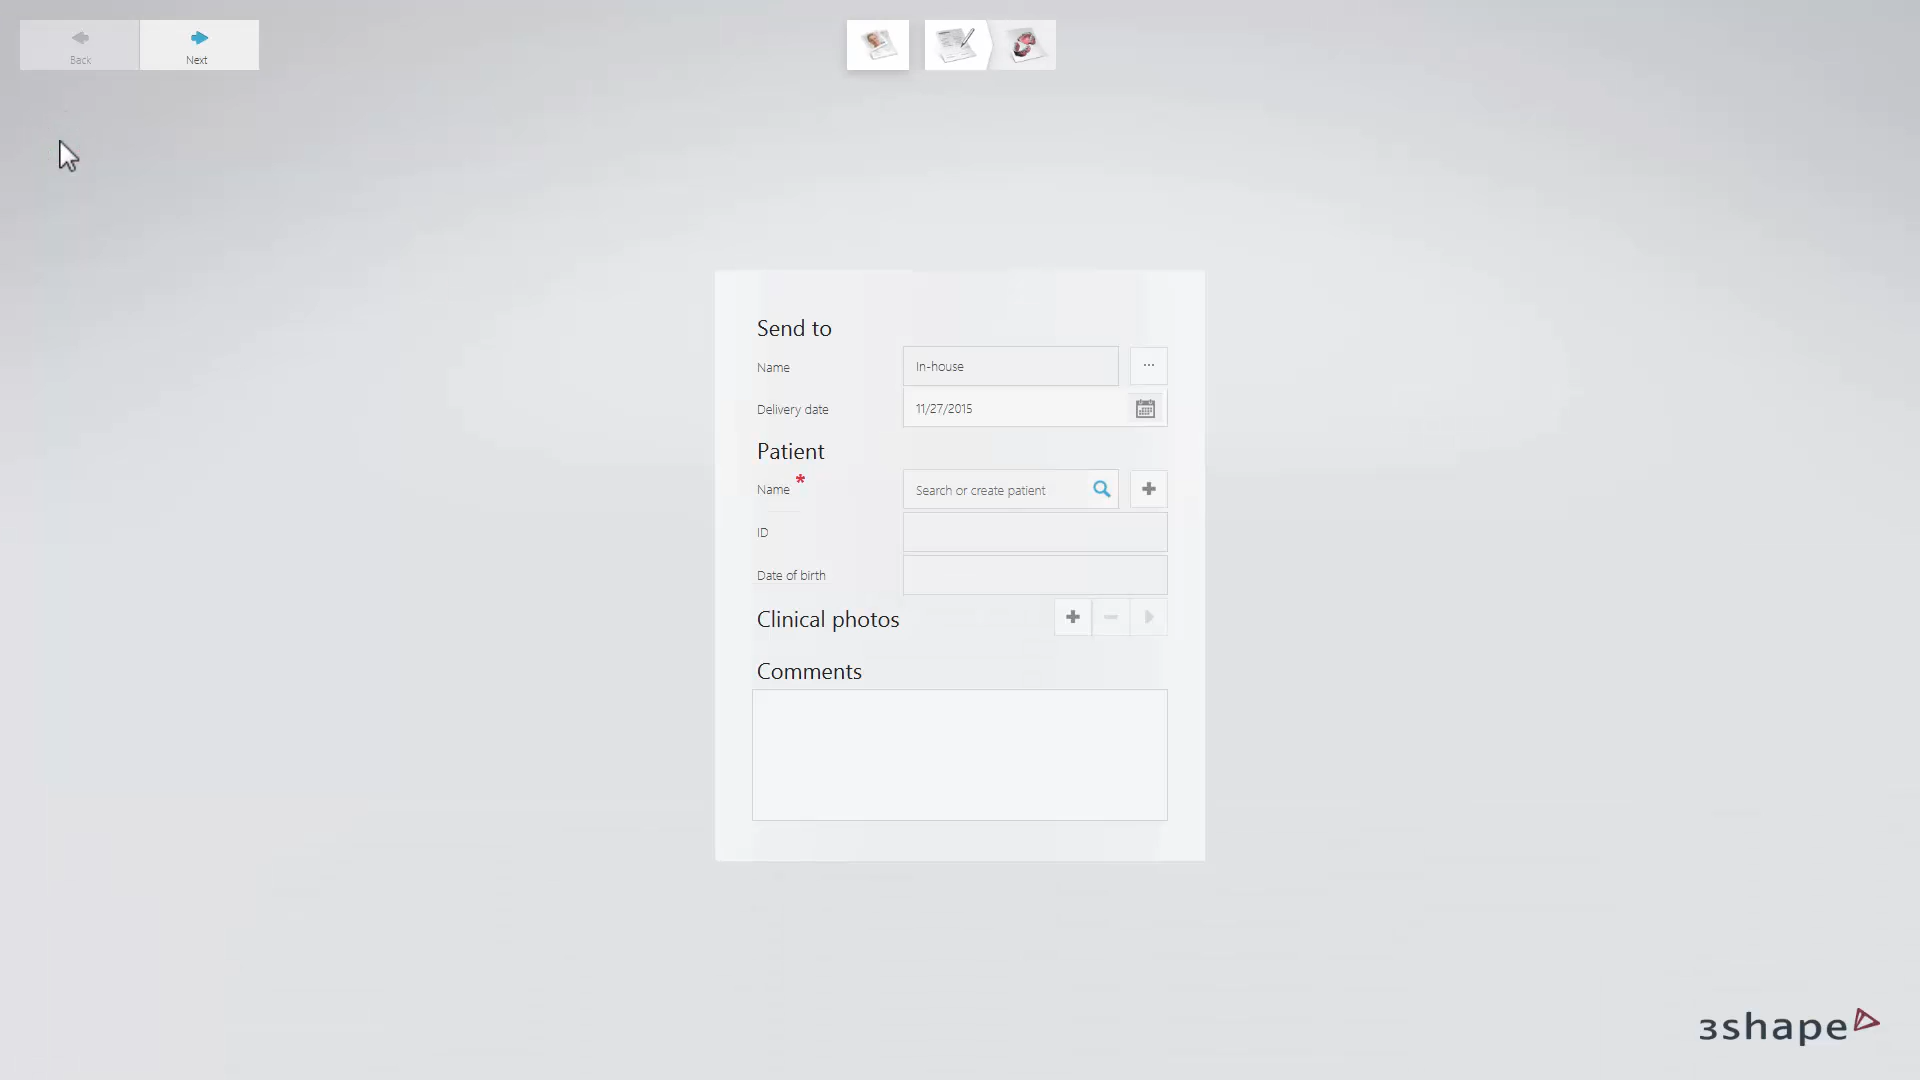 Back
Next
Send to
Name
In-house
...
Delivery date
11/27/2015
Patient
Name *
Search or create patient
ID
Date of birth
Clinical photos
Comments
3shape